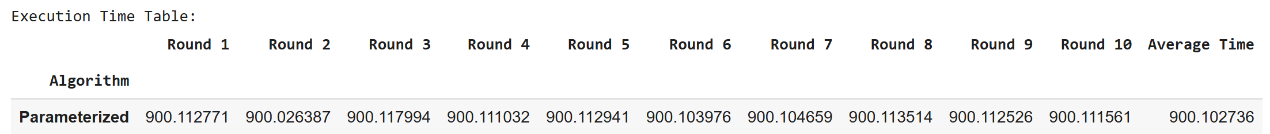 Execution Time Table:
Round 1 Round 2 Round 3 Round 4 Round 5 Round 6 Round 7 Round 8 Round 9 Round 10 Average Time
Algorithm
Parameterized 900.112771 900.026387 900.117994 900.111032 900.112941 900.103976 900.104659 900.113514 900.112526 900.111561 900.102736